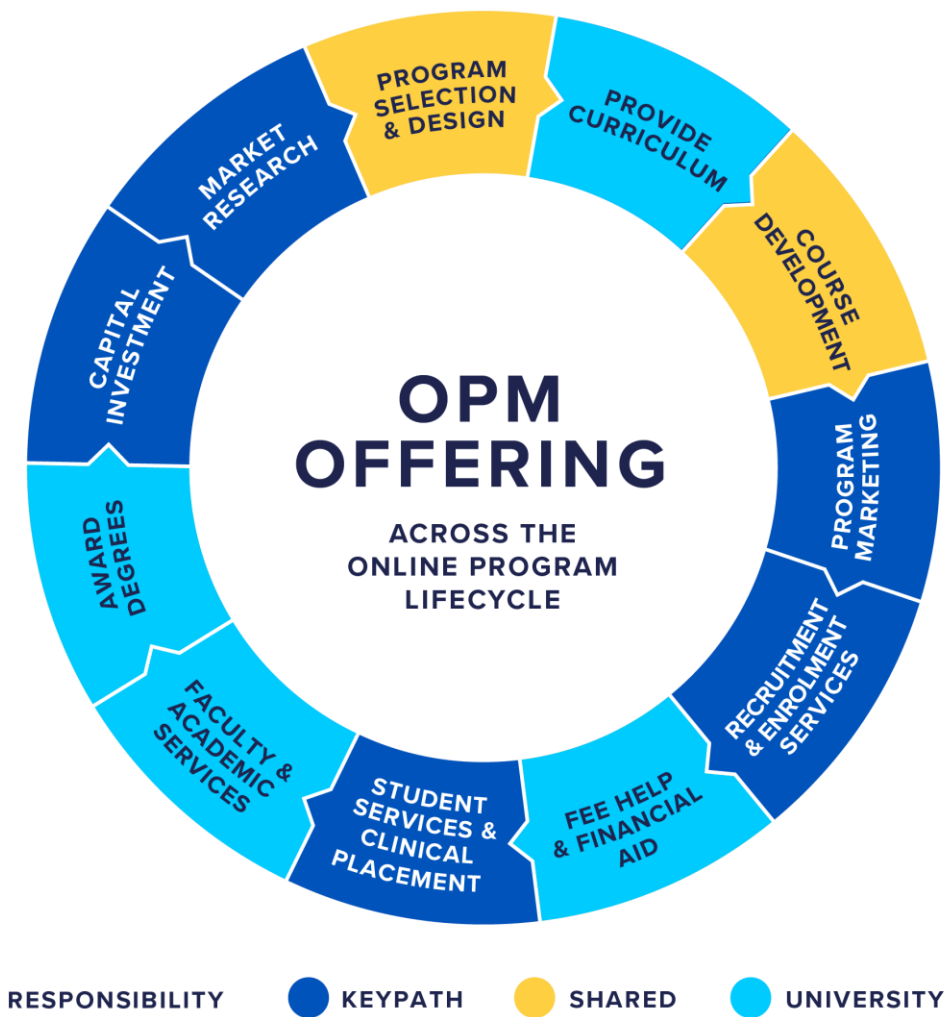 PROGRAM
SELECTION
& DESIGN
PROVIDE
CURRICULUM
COURSE
DEVELOPMENT
PROGRAM
MARKETING
RECRUITMENT
& ENROLMENT
SERVICES
FEE HELP
& FINANCIAL
AID
STUDENT
SERVICES &
CLINICAL
PLACEMENT
FACULTY &
ACADEMIC
SERVICES
AWARD
DEGREES
CAPITAL
INVESTMENT
MARKET
RESEARCH
OPM
OFFERING
ACROSS THE
ONLINE PROGRAM
LIFECYCLE
RESPONSIBILITY KEYPATH SHARED UNIVERSITY